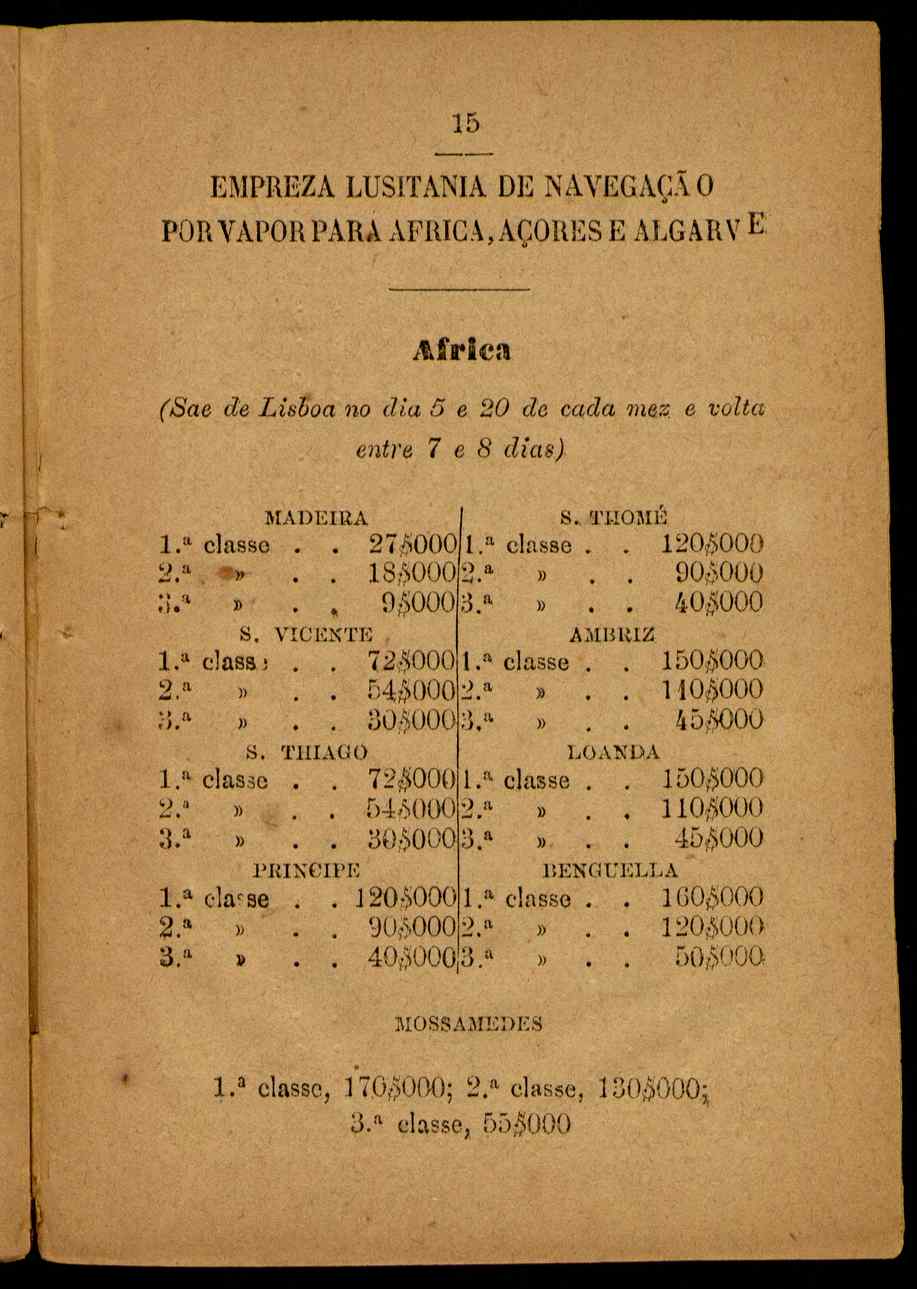 15
EMPREZA LUSITANIA DE NAVEGAÇÃO
POR VAPOR PARA AFRICA, AÇORES E ALGARVE
Africa
(Sae de Lisboa no dia 5 e 20 de cada mez e volta
entre 7 e 8 dias)
MADEIRA
1.ª classe . . 27$000
2.ª » . . 18$000
3.ª » . . 9$000
S. VICENTE
1.ª classe . . 72$000
2.ª » . . 54$000
3.ª » . . 30$000
S. THIAGO
1.ª classe . . 72$000
2.ª » . . 54$000
3.ª » . . 30$000
PRINCIPE
1.ª classe . . 120$000
2.ª » . . 90$000
3.ª » . . 40$000
S. THOMÉ
1.ª classe . . 120$000
2.ª » . . 90$000
3.ª » . . 40$000
AMBRIZ
1.ª classe . . 150$000
2.ª » . . 110$000
3.ª » . . 45$000
LOANDA
1.ª classe . . 150$000
2.ª » . . 110$000
3.ª » . . 45$000
BENGUELLA
1.ª classe . . 160$000
2.ª » . . 120$000
3.ª » . . 50$000
MOSSAMEDES
1.ª classe, 170$000; 2.ª classe, 130$000;
3.ª classe, 55$000